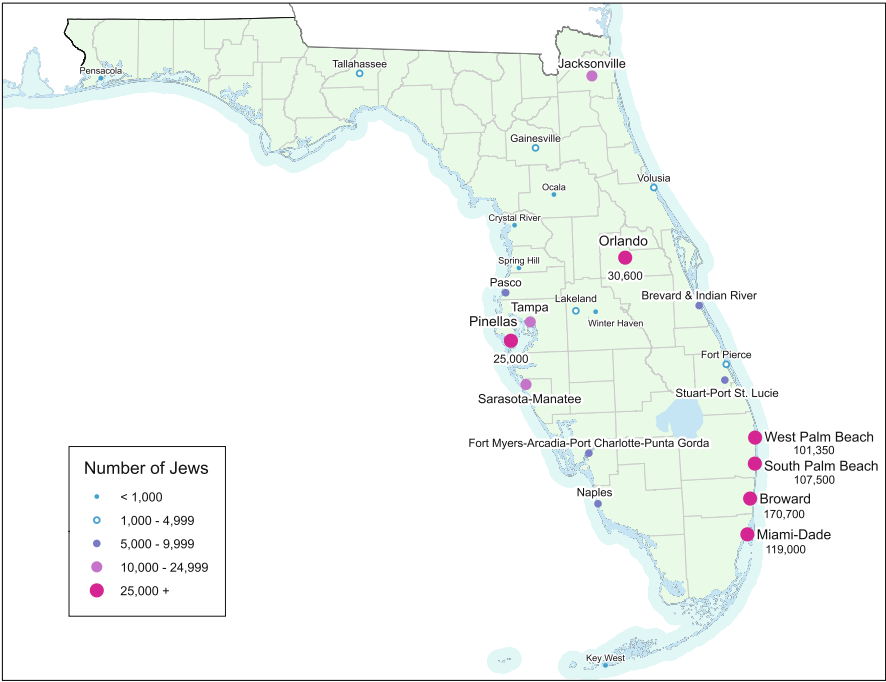 Pensacola
Tallahassee
Jacksonville
Gainesville
Volusia
Ocala
Crystal River
Orlando
30,600
Spring Hill
Pasco
Lakeland
Brevard & Indian River
Tampa
Winter Haven
Pinellas
25,000
Fort Pierce
Stuart-Port St. Lucie
Sarasota-Manatee
West Palm Beach
101,350
Fort Myers-Arcadia-Port Charlotte-Punta Gorda
South Palm Beach
107,500
Naples
Broward
170,700
Miami-Dade
119,000
Key West
Number of Jews
< 1,000
1,000 - 4,999
5,000 - 9,999
10,000 - 24,999
25,000 +